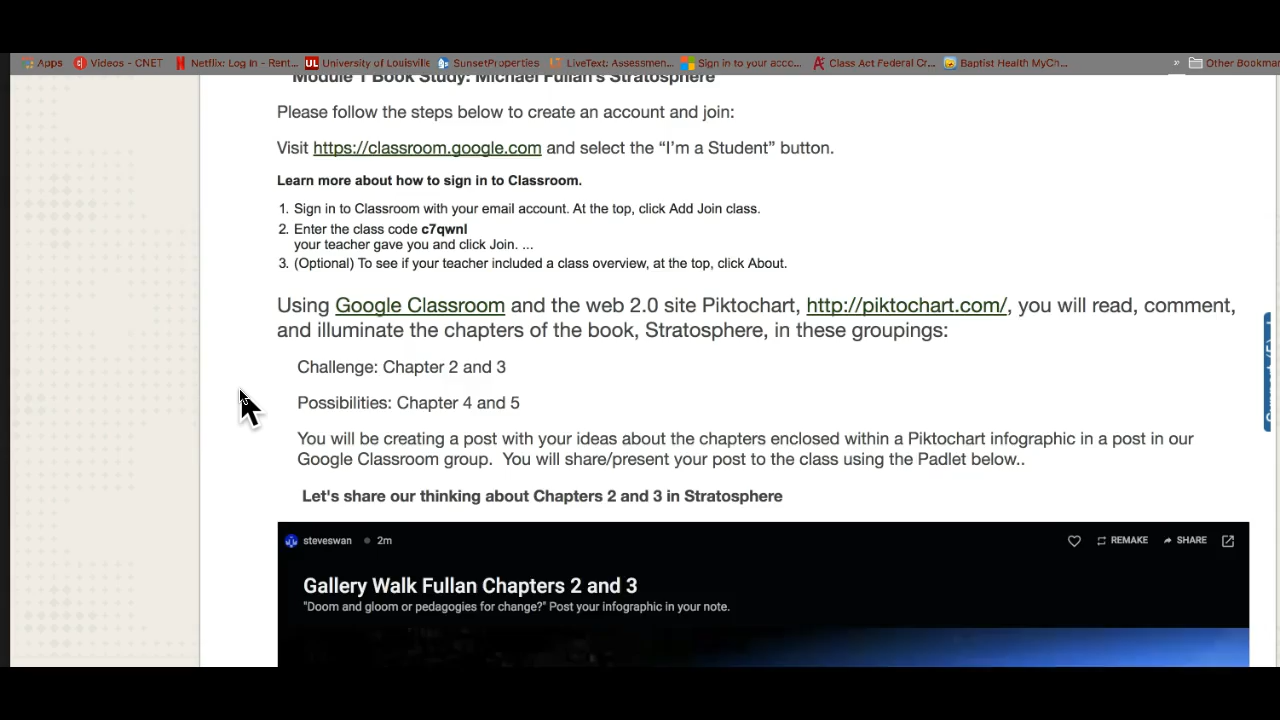 Apps Videos - CNET Netflix: Log In - Rent... UL University of Louisville SunsetProperties LiveText: Assessmen... Sign in to your acco... Class Act Federal Cr... Baptist Health MyCh... » Other Bookmar
Module 1 Book Study: Michael Fullan's Stratosphere
Please follow the steps below to create an account and join:
Visit https://classroom.google.com and select the “I’m a Student” button.
Learn more about how to sign in to Classroom.
1. Sign in to Classroom with your email account. At the top, click Add Join class.
2. Enter the class code c7qwnl
your teacher gave you and click Join. ...
3. (Optional) To see if your teacher included a class overview, at the top, click About.
Using Google Classroom and the web 2.0 site Piktochart, http://piktochart.com/, you will read, comment,
and illuminate the chapters of the book, Stratosphere, in these groupings:
Challenge: Chapter 2 and 3
Possibilities: Chapter 4 and 5
You will be creating a post with your ideas about the chapters enclosed within a Piktochart infographic in a post in our
Google Classroom group.  You will share/present your post to the class using the Padlet below..
Let's share our thinking about Chapters 2 and 3 in Stratosphere
steveswan 2m REMAKE SHARE
Gallery Walk Fullan Chapters 2 and 3
"Doom and gloom or pedagogies for change?" Post your infographic in your note.